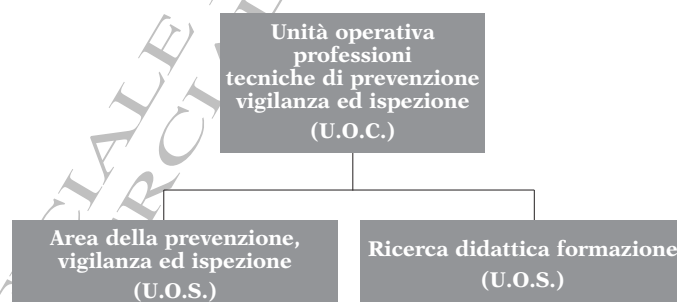 Unità operativa
professioni
tecniche di prevenzione
vigilanza ed ispezione
(U.O.C.)
Area della prevenzione,
vigilanza ed ispezione
(U.O.S.)
Ricerca didattica formazione
(U.O.S.)